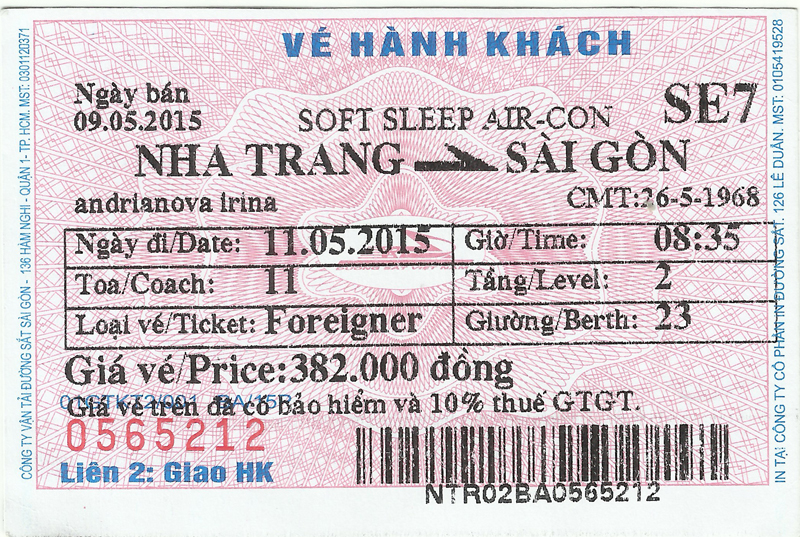 VÉ HÀNH KHÁCH
Ngày bán
09.05.2015
SOFT SLEEP AIR-CON
SE7
NHA TRANG SÀI GÒN
andrianova irina
CMT:26-5-1968
Ngày đi/Date: 11.05.2015 Giờ/Time: 08:35
Toa/Coach: 11 Tầng/Level: 2
Loại vé/Ticket: Foreigner Giường/Berth: 23
Giá vé/Price:382.000 đồng
Giá vé trên đã có bảo hiểm và 10% thuế GTGT.
0565212
Liên 2: Giao HK
NTR02BA0565212
CÔNG TY VẬN TẢI ĐƯỜNG SẮT SÀI GÒN - 136 HÀM NGHI - QUẬN 1- TP. HCM. MST: 0301120371
IN TẠI CÔNG TY CỔ PHẦN IN ĐƯỜNG SẮT. 126 LÊ DUẨN. MST: 0105419528